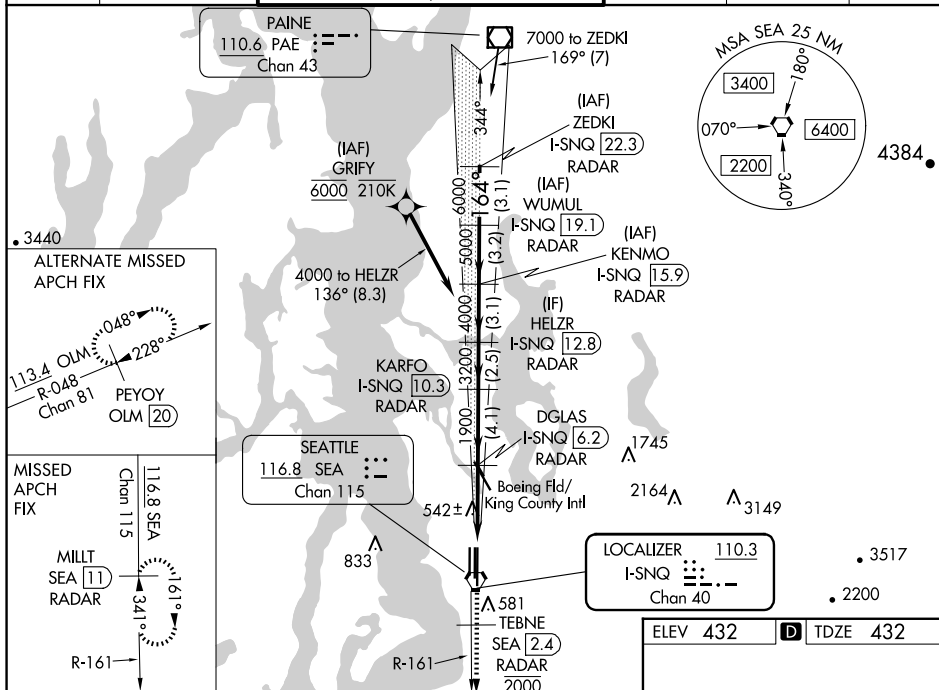 PAINE
110.6 PAE
Chan 43
7000 to ZEDKI
169° (7)
MSA SEA 25 NM
3400
180°
070°
6400
2200
340°
4384
344°
(IAF)
ZEDKI
I-SNQ 22.3
RADAR
(IAF)
GRIFY
6000 210K
6000
164°
(3.1)
(IAF)
WUMUL
I-SNQ 19.1
RADAR
5000
(3.2)
(IAF)
KENMO
I-SNQ 15.9
RADAR
3440
4000 to HELZR
136° (8.3)
4000
(3.1)
(IF)
HELZR
I-SNQ 12.8
RADAR
ALTERNATE MISSED
APCH FIX
048°
228°
113.4 OLM
R-048
Chan 81
PEYOY
OLM 20
KARFO
I-SNQ 10.3
RADAR
3200
(2.5)
1900
(4.1)
DGLAS
I-SNQ 6.2
RADAR
1745
SEATTLE
116.8 SEA
Chan 115
Boeing Fld/
King County Intl
2164
3149
542±
833
MISSED
APCH
FIX
116.8 SEA
Chan 115
MILLT
SEA 11
RADAR
161°
341°
R-161
LOCALIZER 110.3
I-SNQ
Chan 40
3517
2200
581
TEBNE
SEA 2.4
RADAR
2000
R-161
ELEV 432 D TDZE 432